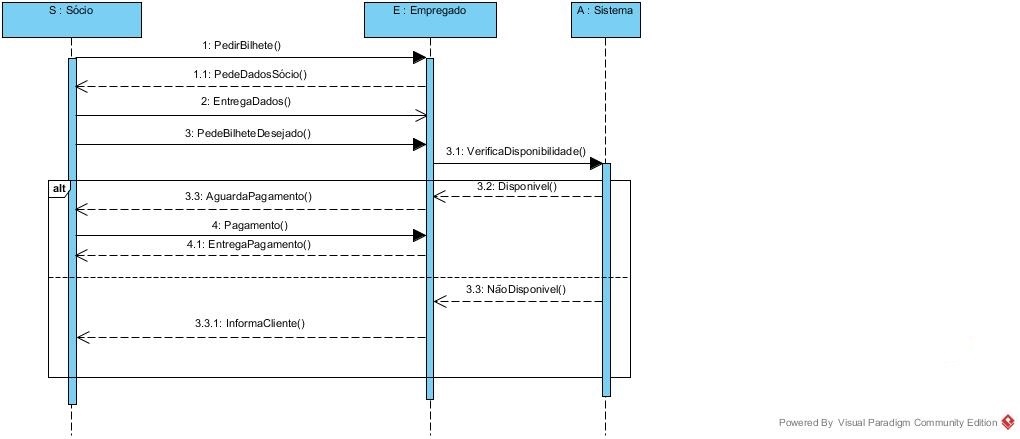 S : Sócio
E : Empregado
A : Sistema
1: PedirBilhete()
1.1: PedeDadosSócio()
2: EntregaDados()
3: PedeBilheteDesejado()
3.1: VerificaDisponibilidade()
alt
3.2: Disponivel()
3.3: AguardaPagamento()
4: Pagamento()
4.1: EntregaPagamento()
3.3: NãoDisponivel()
3.3.1: InformaCliente()
Powered By Visual Paradigm Community Edition